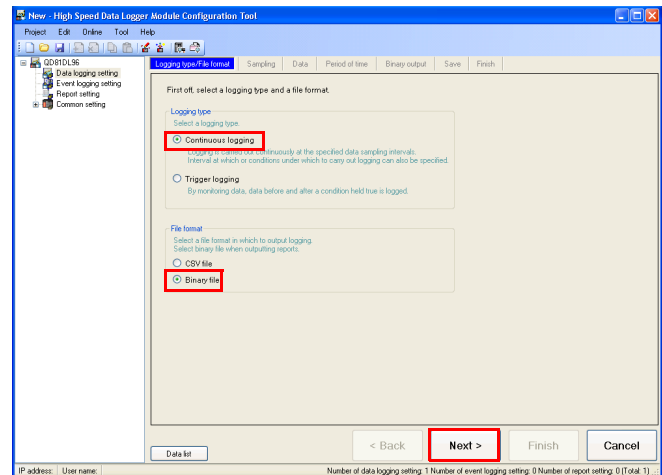 New - High Speed Data Logger Module Configuration Tool
Project Edit Online Tool Help
QD81DL96
Data logging setting
Event logging setting
Report setting
Common setting
Logging type/File format Sampling Data Period of time Binary output Save Finish
First off, select a logging type and a file format.
Logging type
Select a logging type.
Continuous logging
Logging is carried out continuously at the specified data sampling intervals.
Interval at which or conditions under which to carry out logging can also be specified.
Trigger logging
By monitoring data, data before and after a condition held true is logged.
File format
Select a file format in which to output logging.
Select binary file when outputting reports.
CSV file
Binary file
Data list
< Back Next > Finish Cancel
IP address: User name: Number of data logging setting: 1 Number of event logging setting: 0 Number of report setting: 0 (Total: 1)